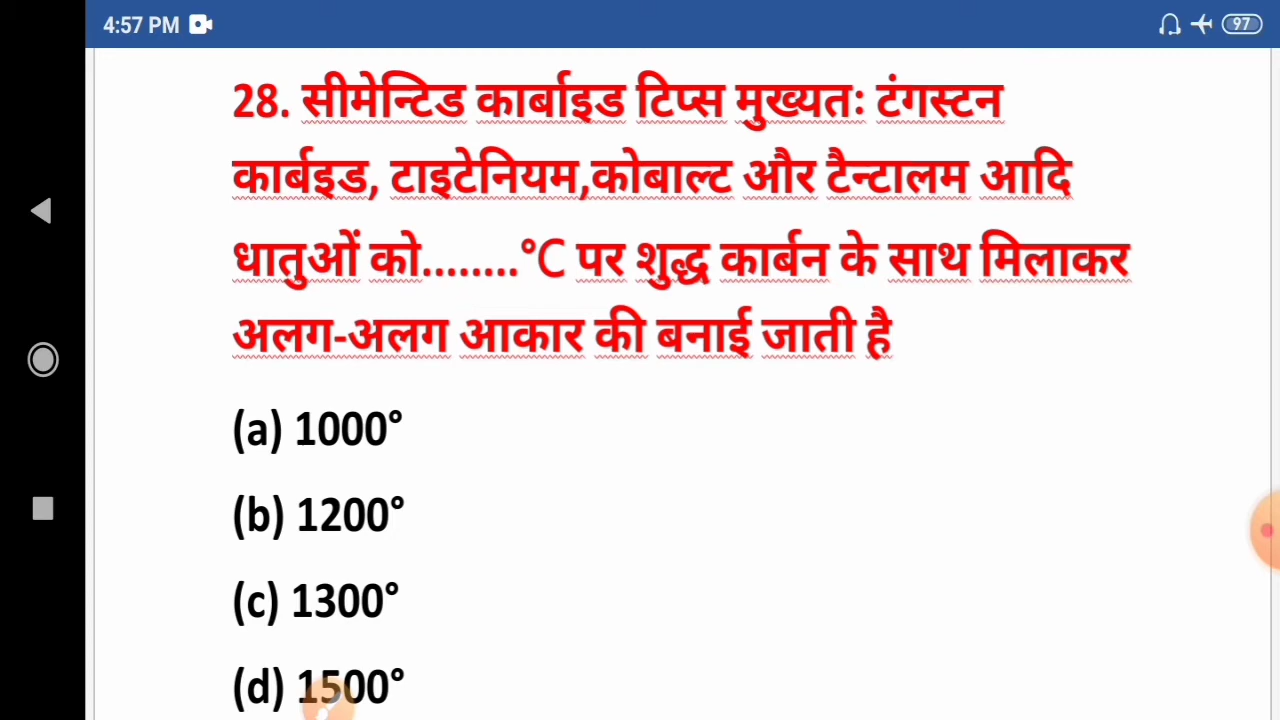 4:57 PM
97
28. सीमेन्टिड कार्बाइड टिप्स मुख्यतः टंगस्टन
कार्बइड, टाइटेनियम,कोबाल्ट और टैन्टालम आदि
धातुओं को........°C पर शुद्ध कार्बन के साथ मिलाकर
अलग-अलग आकार की बनाई जाती है
(a) 1000°
(b) 1200°
(c) 1300°
(d) 1500°